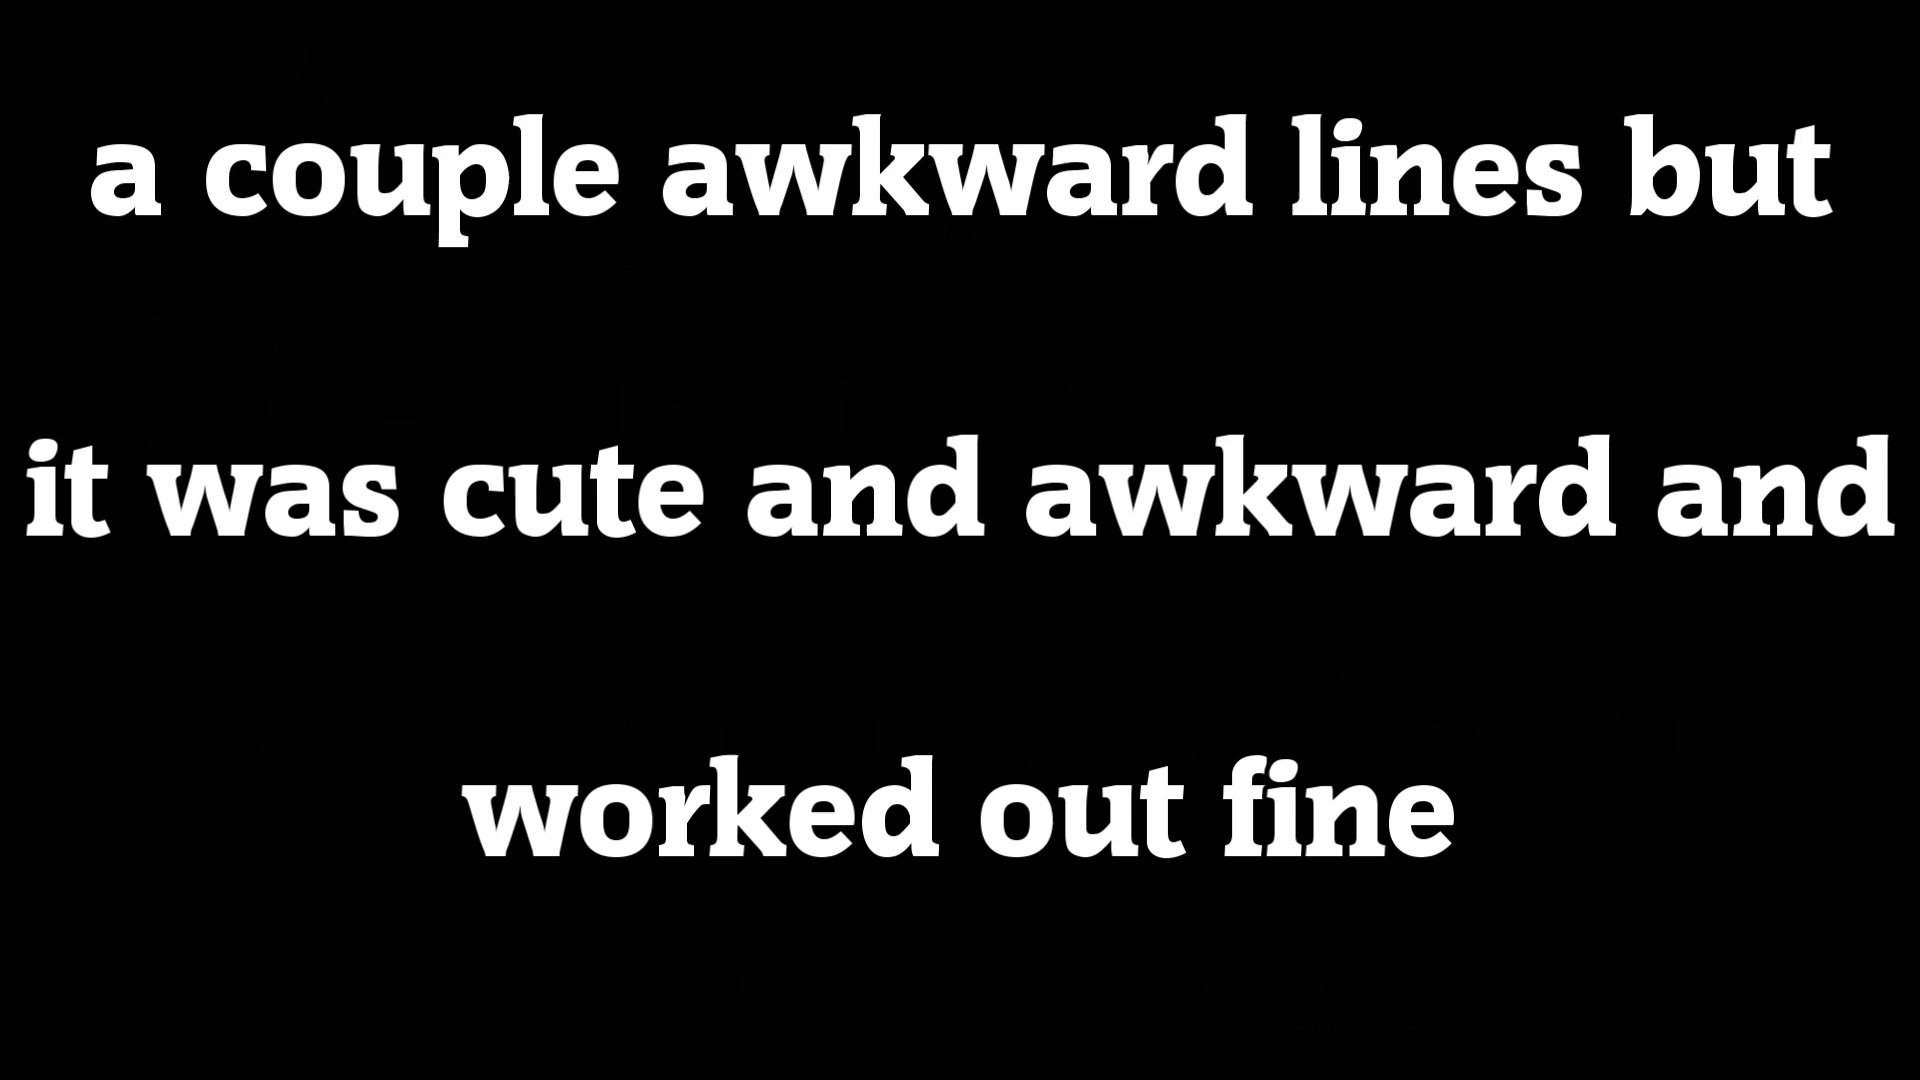 a couple awkward lines but
it was cute and awkward and
worked out fine